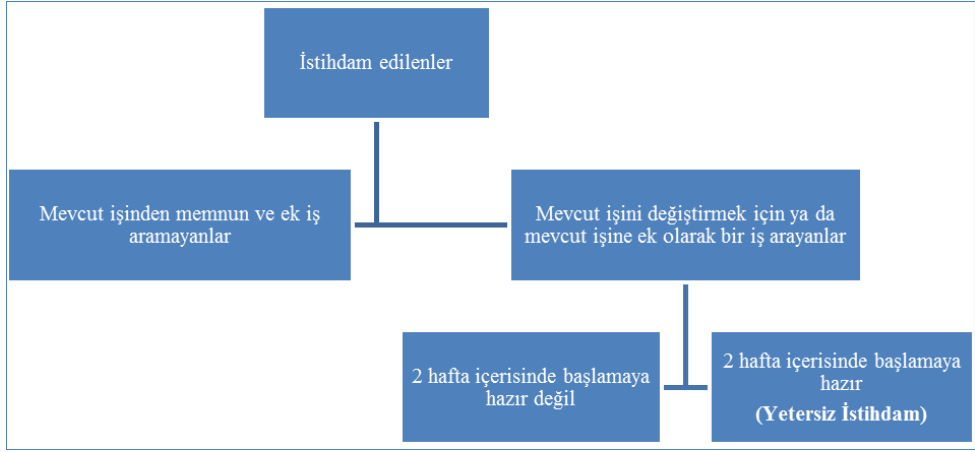 İstihdam edilenler
Mevcut işinden memnun ve ek iş
aramayanlar
Mevcut işini değiştirmek için ya da
mevcut işine ek olarak bir iş arayanlar
2 hafta içerisinde başlamaya
hazır değil
2 hafta içerisinde başlamaya
hazır
(Yetersiz İstihdam)